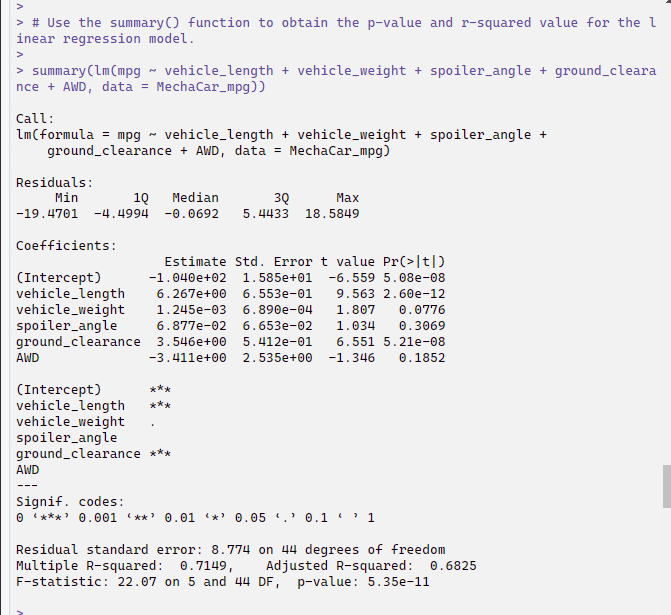 >
> # Use the summary() function to obtain the p-value and r-squared value for the l
inear regression model.
>
> summary(lm(mpg ~ vehicle_length + vehicle_weight + spoiler_angle + ground_cleara
nce + AWD, data = MechaCar_mpg))
Call:
lm(formula = mpg ~ vehicle_length + vehicle_weight + spoiler_angle +
    ground_clearance + AWD, data = MechaCar_mpg)
Residuals:
     Min       1Q   Median       3Q      Max
-19.4701  -4.4994  -0.0692   5.4433  18.5849
Coefficients:
                   Estimate Std. Error t value Pr(>|t|)
(Intercept)      -1.040e+02  1.585e+01  -6.559 5.08e-08
vehicle_length    6.267e+00  6.553e-01   9.563 2.60e-12
vehicle_weight    1.245e-03  6.890e-04   1.807   0.0776
spoiler_angle     6.877e-02  6.653e-02   1.034   0.3069
ground_clearance  3.546e+00  5.412e-01   6.551 5.21e-08
AWD              -3.411e+00  2.535e+00  -1.346   0.1852
(Intercept)      ***
vehicle_length   ***
vehicle_weight   .
spoiler_angle
ground_clearance ***
AWD
---
Signif. codes:
0 ‘***’ 0.001 ‘**’ 0.01 ‘*’ 0.05 ‘.’ 0.1 ‘ ’ 1
Residual standard error: 8.774 on 44 degrees of freedom
Multiple R-squared:  0.7149,    Adjusted R-squared:  0.6825
F-statistic: 22.07 on 5 and 44 DF,  p-value: 5.35e-11
>